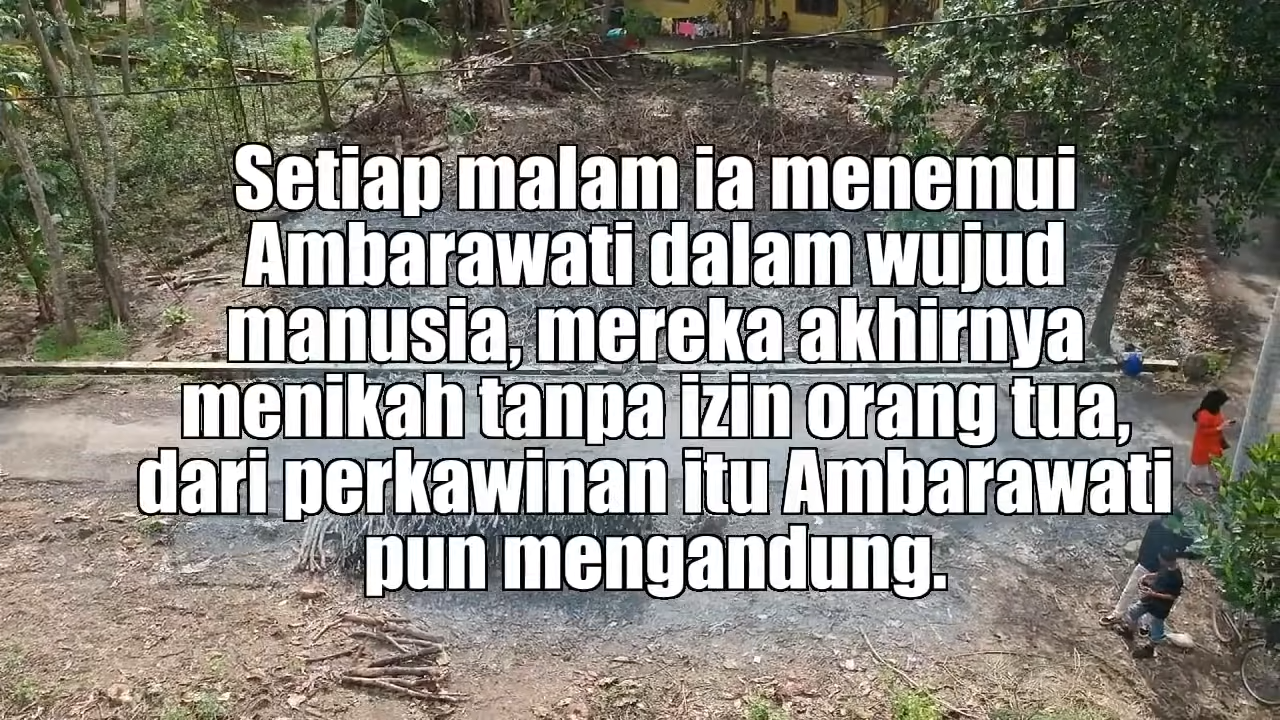 Setiap malam ia menemui
Ambarawati dalam wujud
manusia, mereka akhirnya
menikah tanpa izin orang tua,
dari perkawinan itu Ambarawati
pun mengandung.